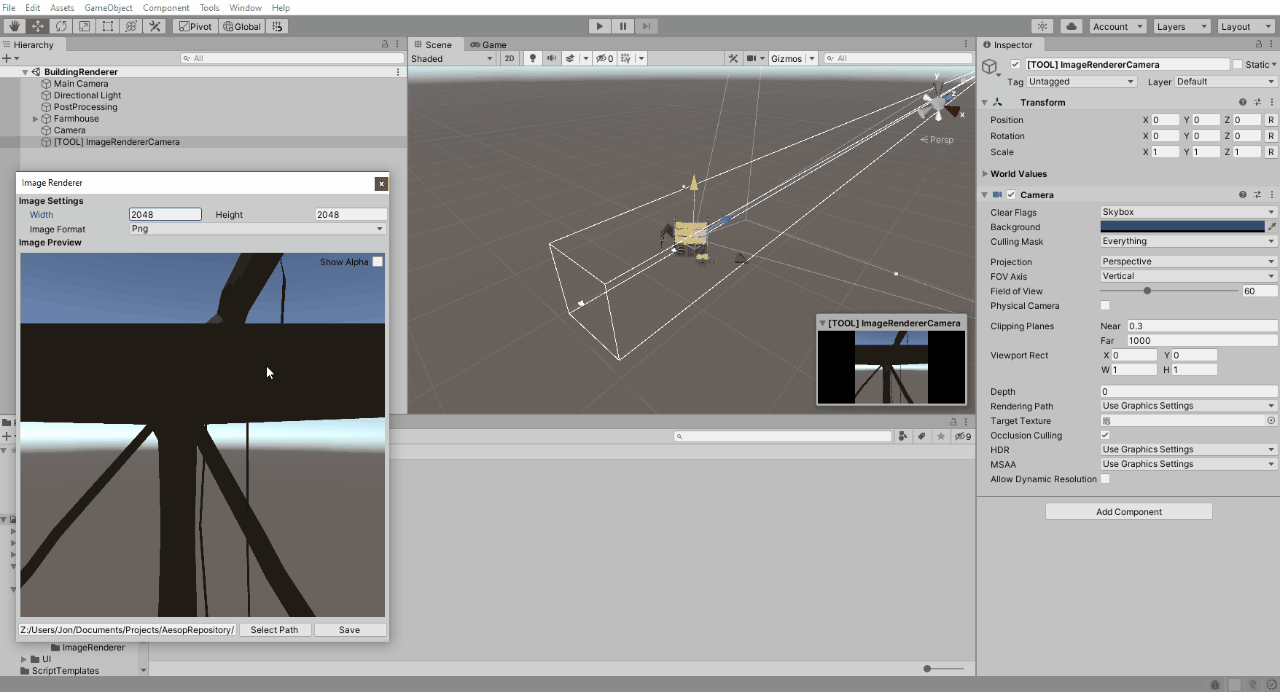 File Edit Assets GameObject Component Tools Window Help
Pivot Global Account Layers Layout
Hierarchy
All
BuildingRenderer
Main Camera
Directional Light
PostProcessing
Farmhouse
Camera
[TOOL] ImageRendererCamera
Image Renderer x
Image Settings
Width 2048 Height 2048
Image Format Png
Image Preview
Show Alpha
Z:/Users/Jon/Documents/Projects/AesopRepository/ Select Path Save
ImageRenderer
UI
ScriptTemplates
Scene Game
Shaded 2D 0 Gizmos All
y
z
x
Persp
[TOOL] ImageRendererCamera
9
Inspector
[TOOL] ImageRendererCamera Static
Tag Untagged Layer Default
Transform
Position X 0 Y 0 Z 0 R
Rotation X 0 Y 0 Z 0 R
Scale X 1 Y 1 Z 1 R
World Values
Camera
Clear Flags Skybox
Background
Culling Mask Everything
Projection Perspective
FOV Axis Vertical
Field of View 60
Physical Camera
Clipping Planes Near 0.3
Far 1000
Viewport Rect X 0 Y 0
W 1 H 1
Depth 0
Rendering Path Use Graphics Settings
Target Texture
Occlusion Culling
HDR Use Graphics Settings
MSAA Use Graphics Settings
Allow Dynamic Resolution
Add Component